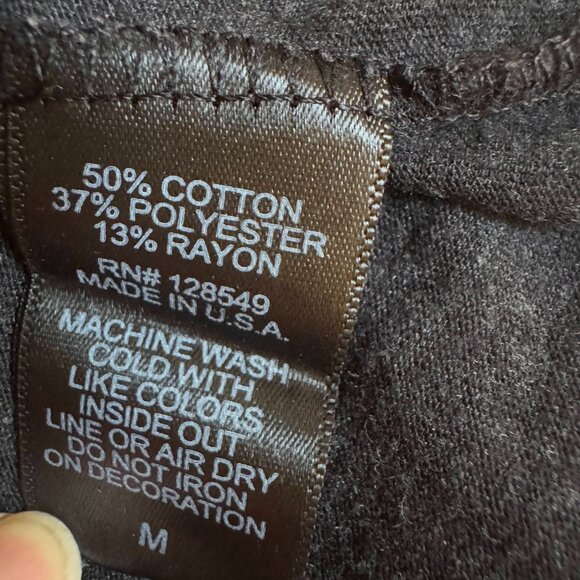 50% COTTON
37% POLYESTER
13% RAYON
RN# 128549
MADE IN U.S.A.
MACHINE WASH
COLD WITH
LIKE COLORS
INSIDE OUT
LINE OR AIR DRY
DO NOT IRON
ON DECORATION
M